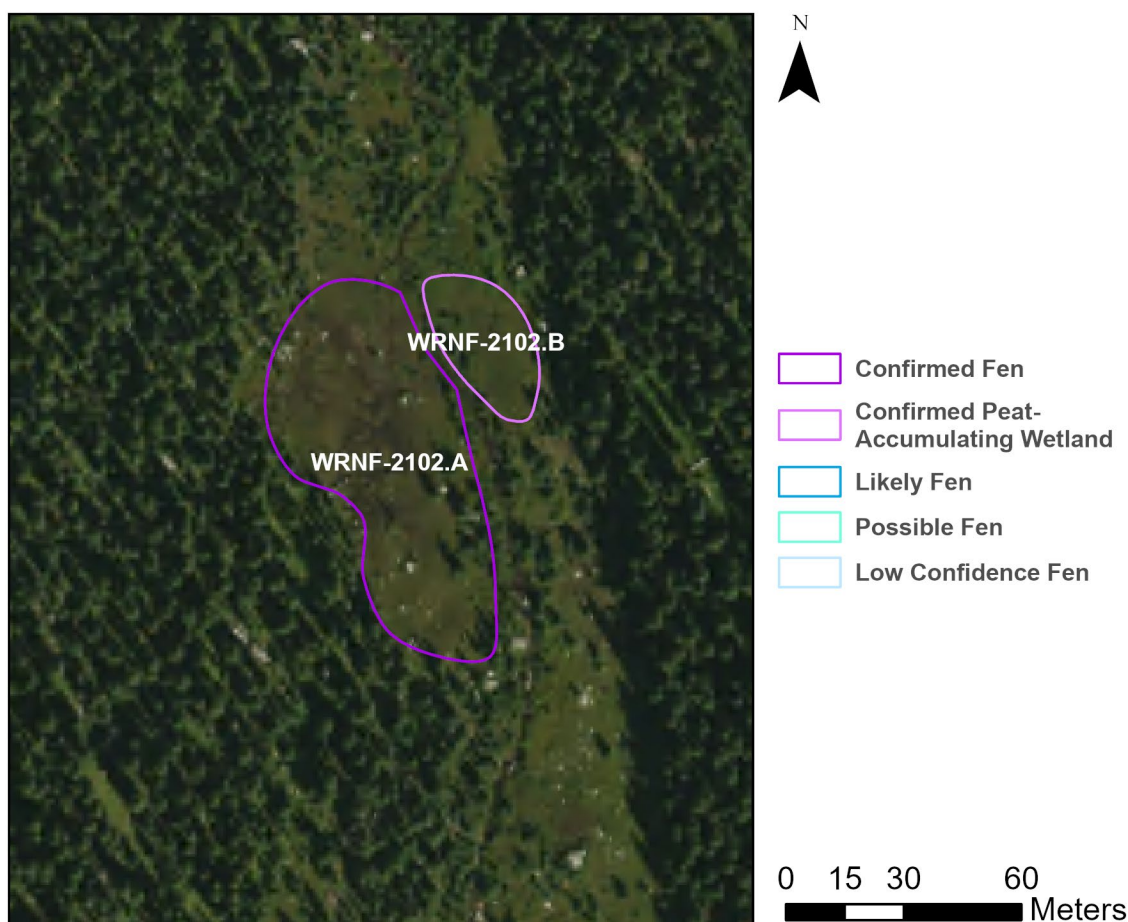 N
WRNF-2102.B
WRNF-2102.A
Confirmed Fen
Confirmed Peat-
Accumulating Wetland
Likely Fen
Possible Fen
Low Confidence Fen
0 15 30 60
Meters